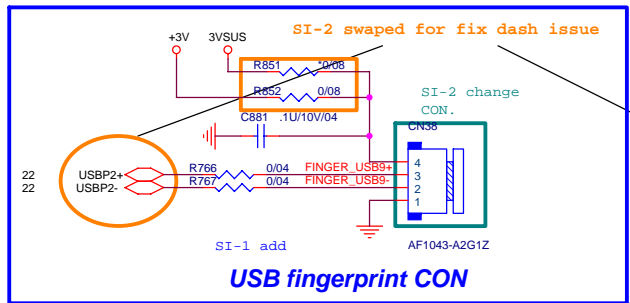 SI-2 swaped for fix dash issue
+3V
3VSUS
R851
*0/08
R852
0/08
SI-2 change
CON.
C881
.1U/10V/04
CN38
22
USBP2+
R766
0/04
FINGER_USB9+
4
3
22
USBP2-
R767
0/04
FINGER_USB9-
2
1
SI-1 add
AF1043-A2G1Z
USB fingerprint CON